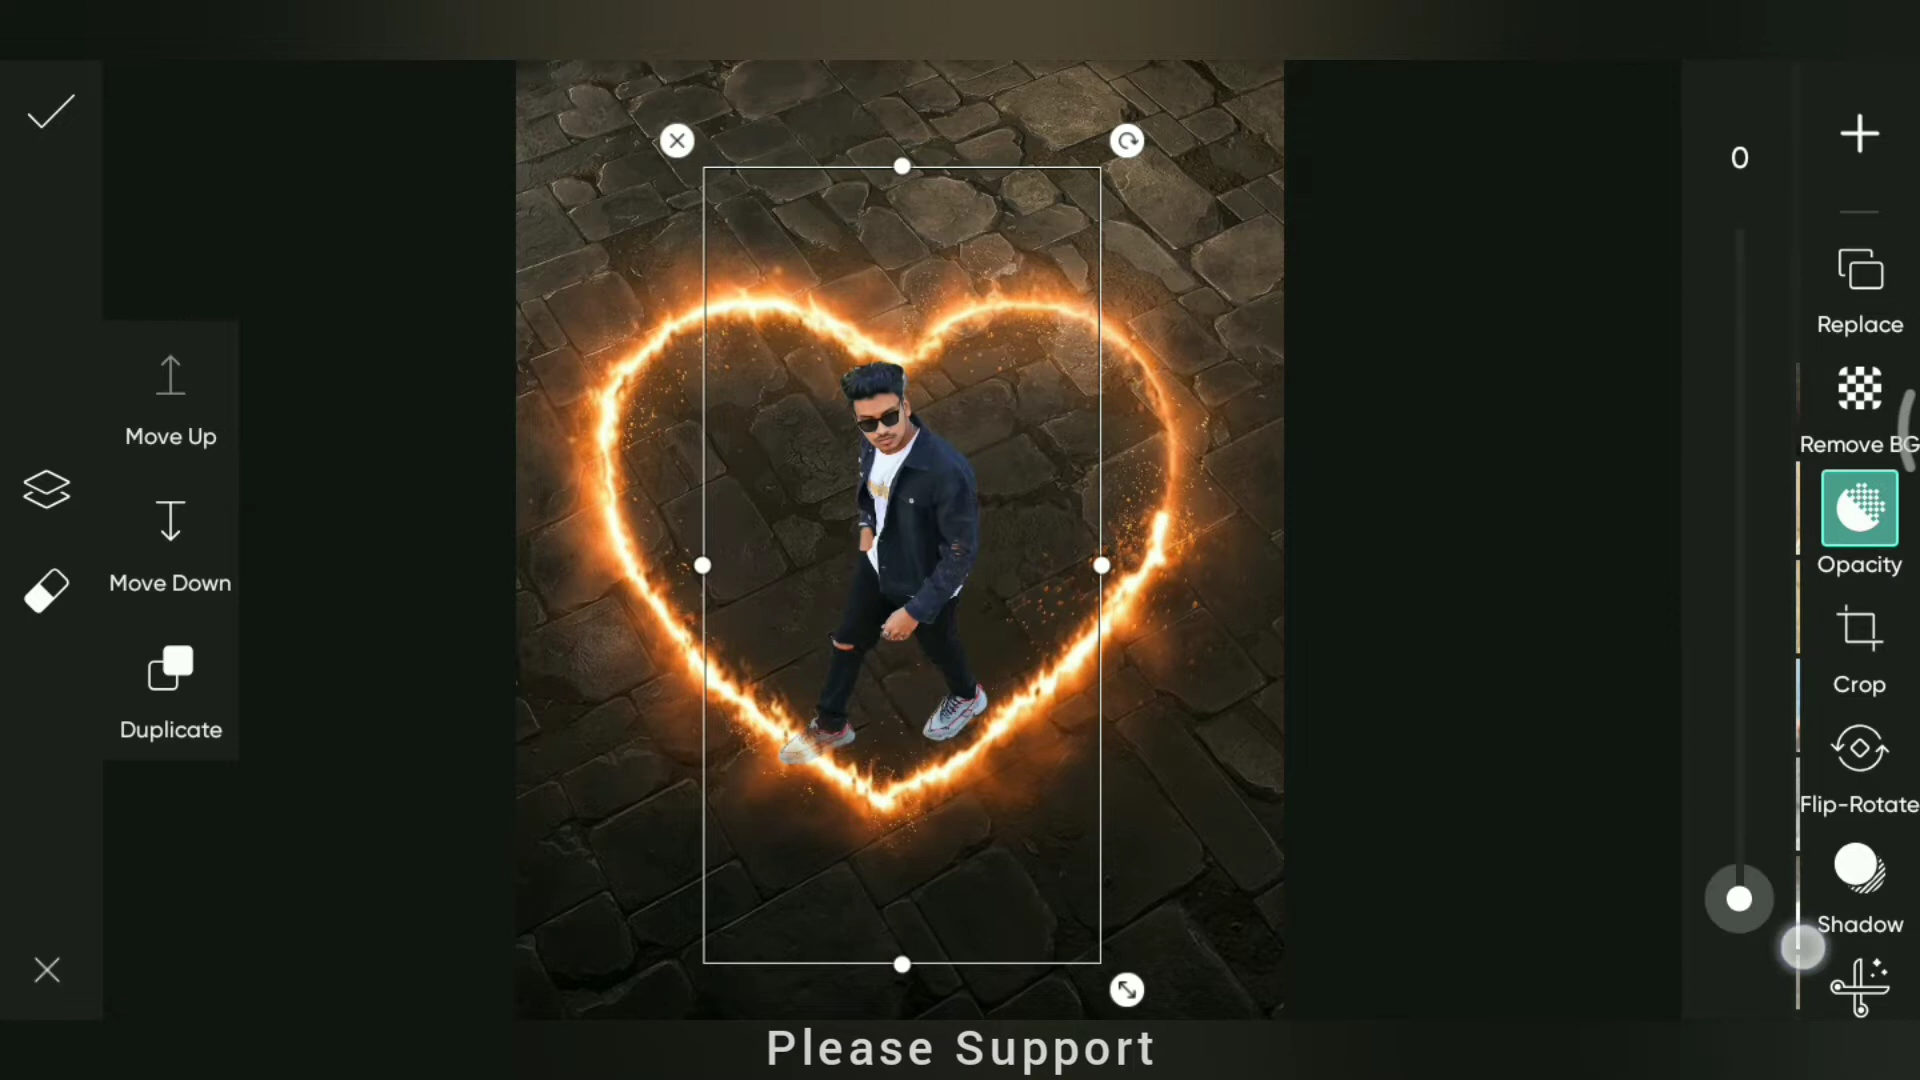 0
Replace
Remove BG
Opacity
Crop
Flip-Rotate
Shadow
Move Up
Move Down
Duplicate
Please Support